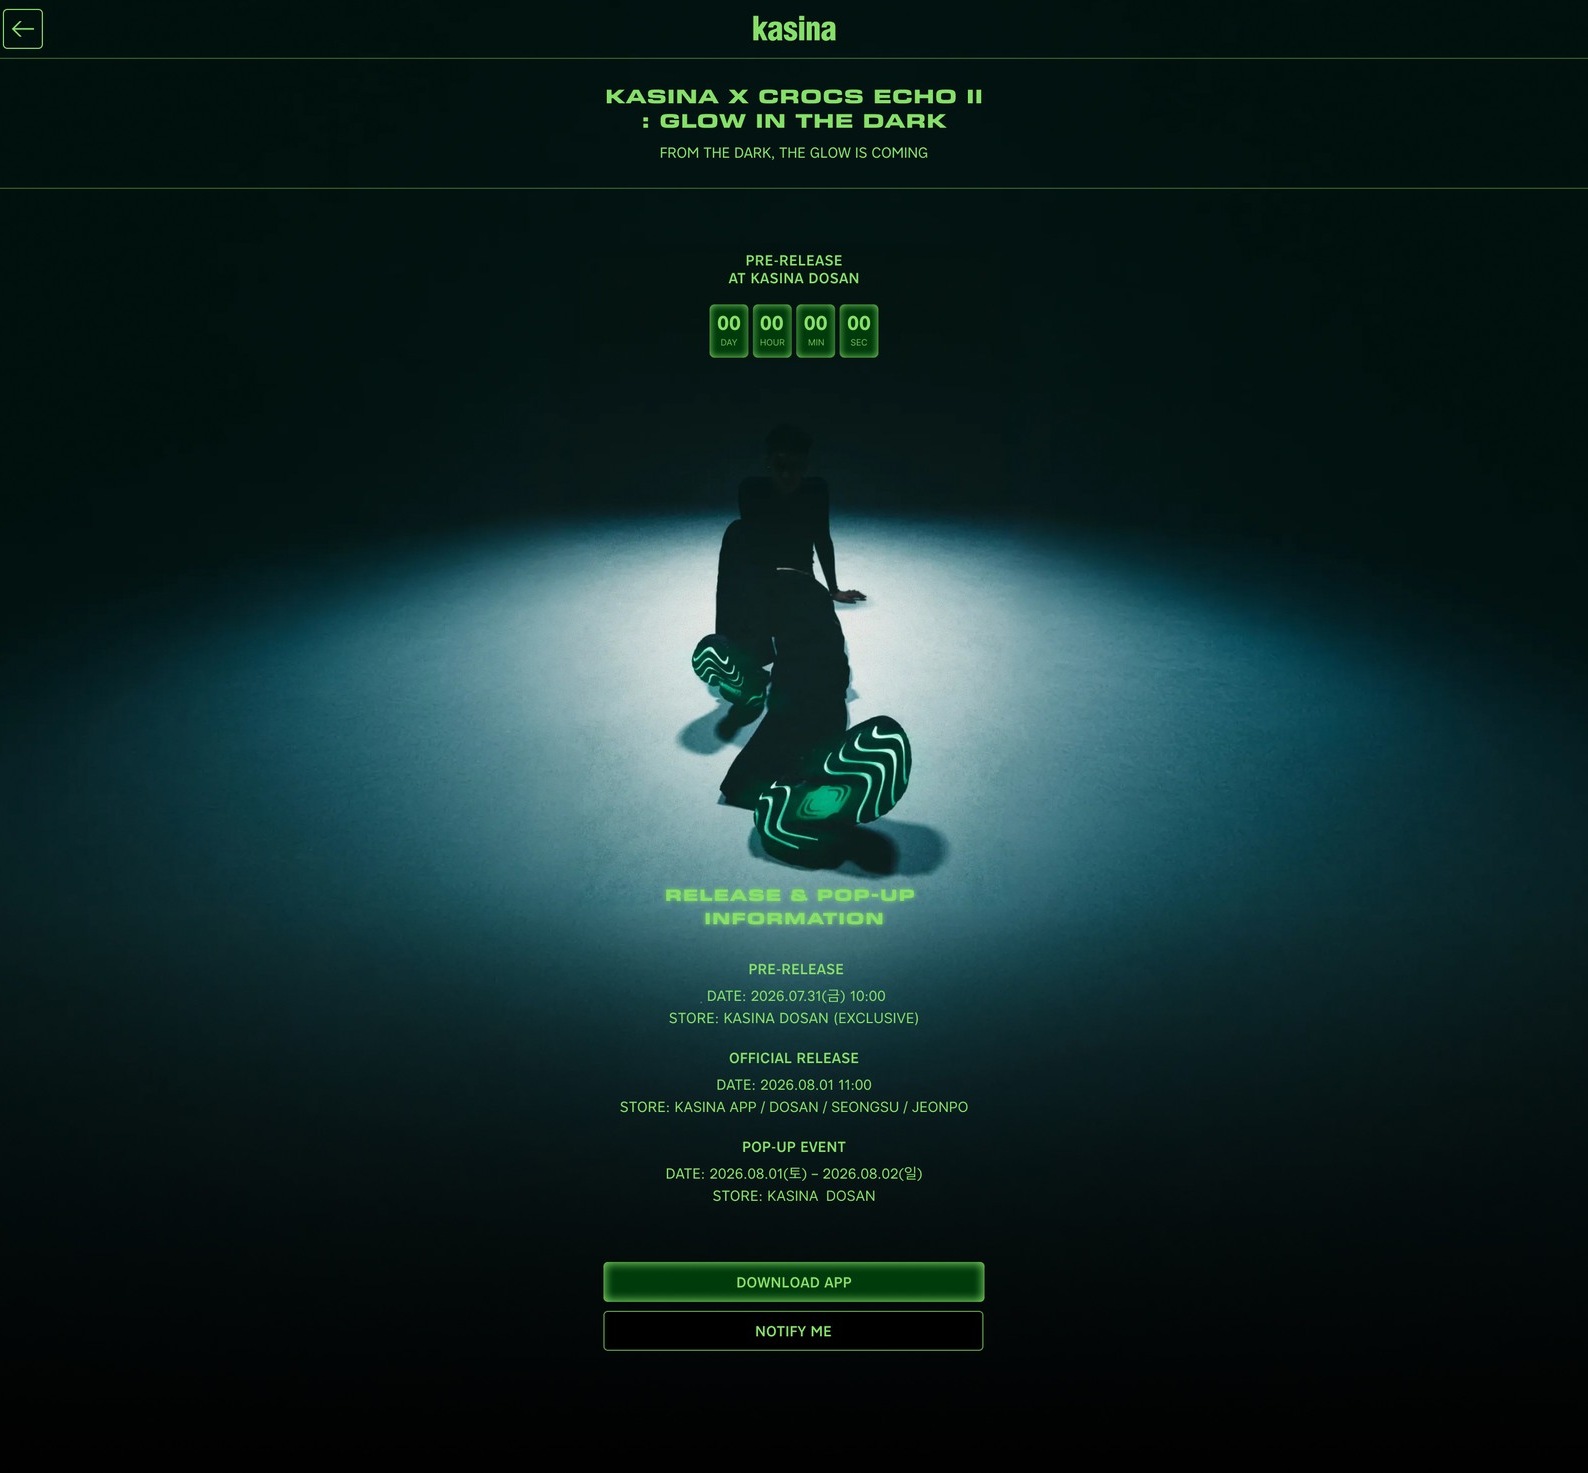 kasina
KASINA X CROCS ECHO II
: GLOW IN THE DARK
FROM THE DARK, THE GLOW IS COMING
PRE-RELEASE
AT KASINA DOSAN
00 00 00 00
DAY HOUR MIN SEC
RELEASE & POP-UP
INFORMATION
PRE-RELEASE
DATE: 2026.07.31(금) 10:00
STORE: KASINA DOSAN (EXCLUSIVE)
OFFICIAL RELEASE
DATE: 2026.08.01 11:00
STORE: KASINA APP / DOSAN / SEONGSU / JEONPO
POP-UP EVENT
DATE: 2026.08.01(토) – 2026.08.02(일)
STORE: KASINA  DOSAN
DOWNLOAD APP
NOTIFY ME